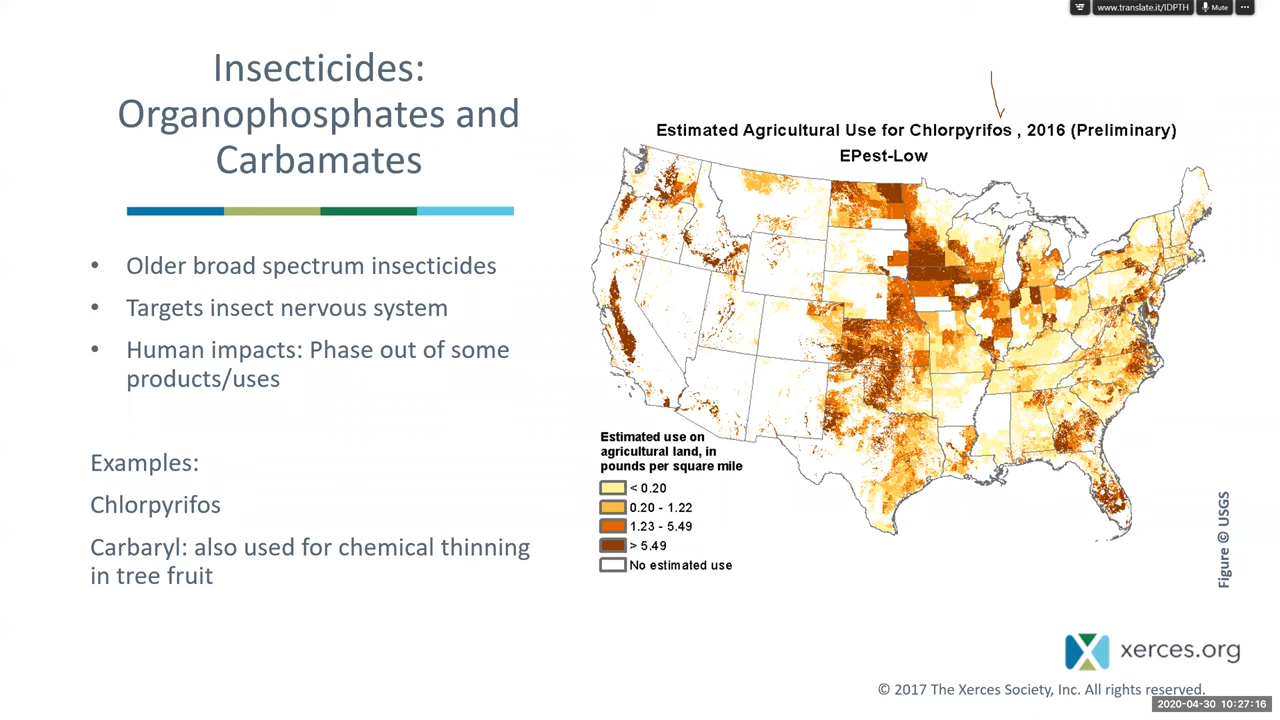 www.translate.it/IDPTH
Mute
Insecticides:
Organophosphates and
Carbamates
• Older broad spectrum insecticides
• Targets insect nervous system
• Human impacts: Phase out of some
products/uses
Examples:
Chlorpyrifos
Carbaryl: also used for chemical thinning
in tree fruit
Estimated Agricultural Use for Chlorpyrifos , 2016 (Preliminary)
EPest-Low
Estimated use on
agricultural land, in
pounds per square mile
< 0.20
0.20 - 1.22
1.23 - 5.49
> 5.49
No estimated use
Figure © USGS
xerces.org
© 2017 The Xerces Society, Inc. All rights reserved.
2020-04-30 10:27:16